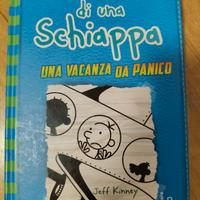 di una
Schiappa
UNA VACANZA DA PANICO
Jeff Kinney